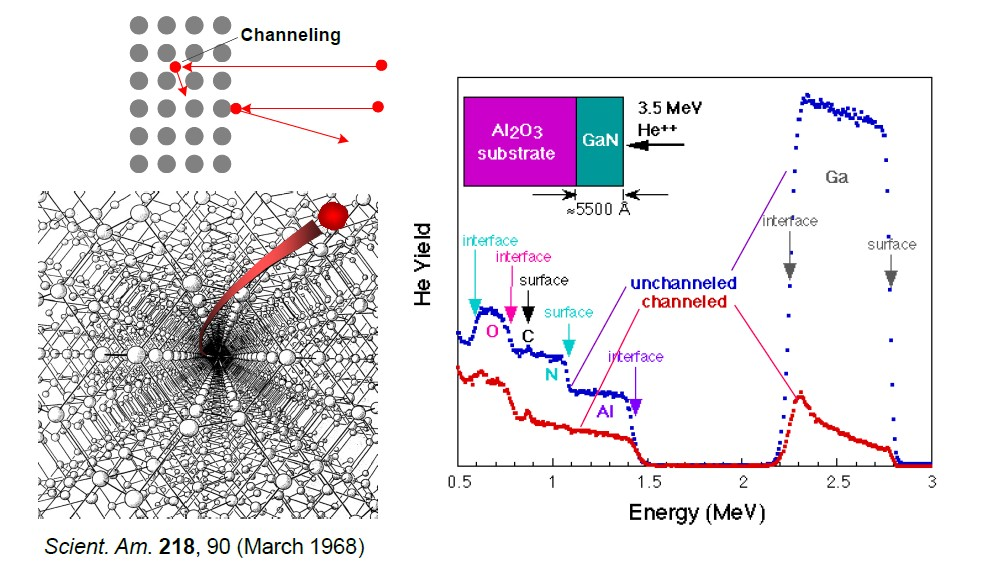 Channeling
Scient. Am. 218, 90 (March 1968)
Al2O3
substrate
GaN
3.5 MeV
He++
≈5500 Å
He Yield
interface
interface
surface
surface
interface
O
C
N
Al
unchanneled
channeled
Ga
interface
surface
0.5 1 1.5 2 2.5 3
Energy (MeV)